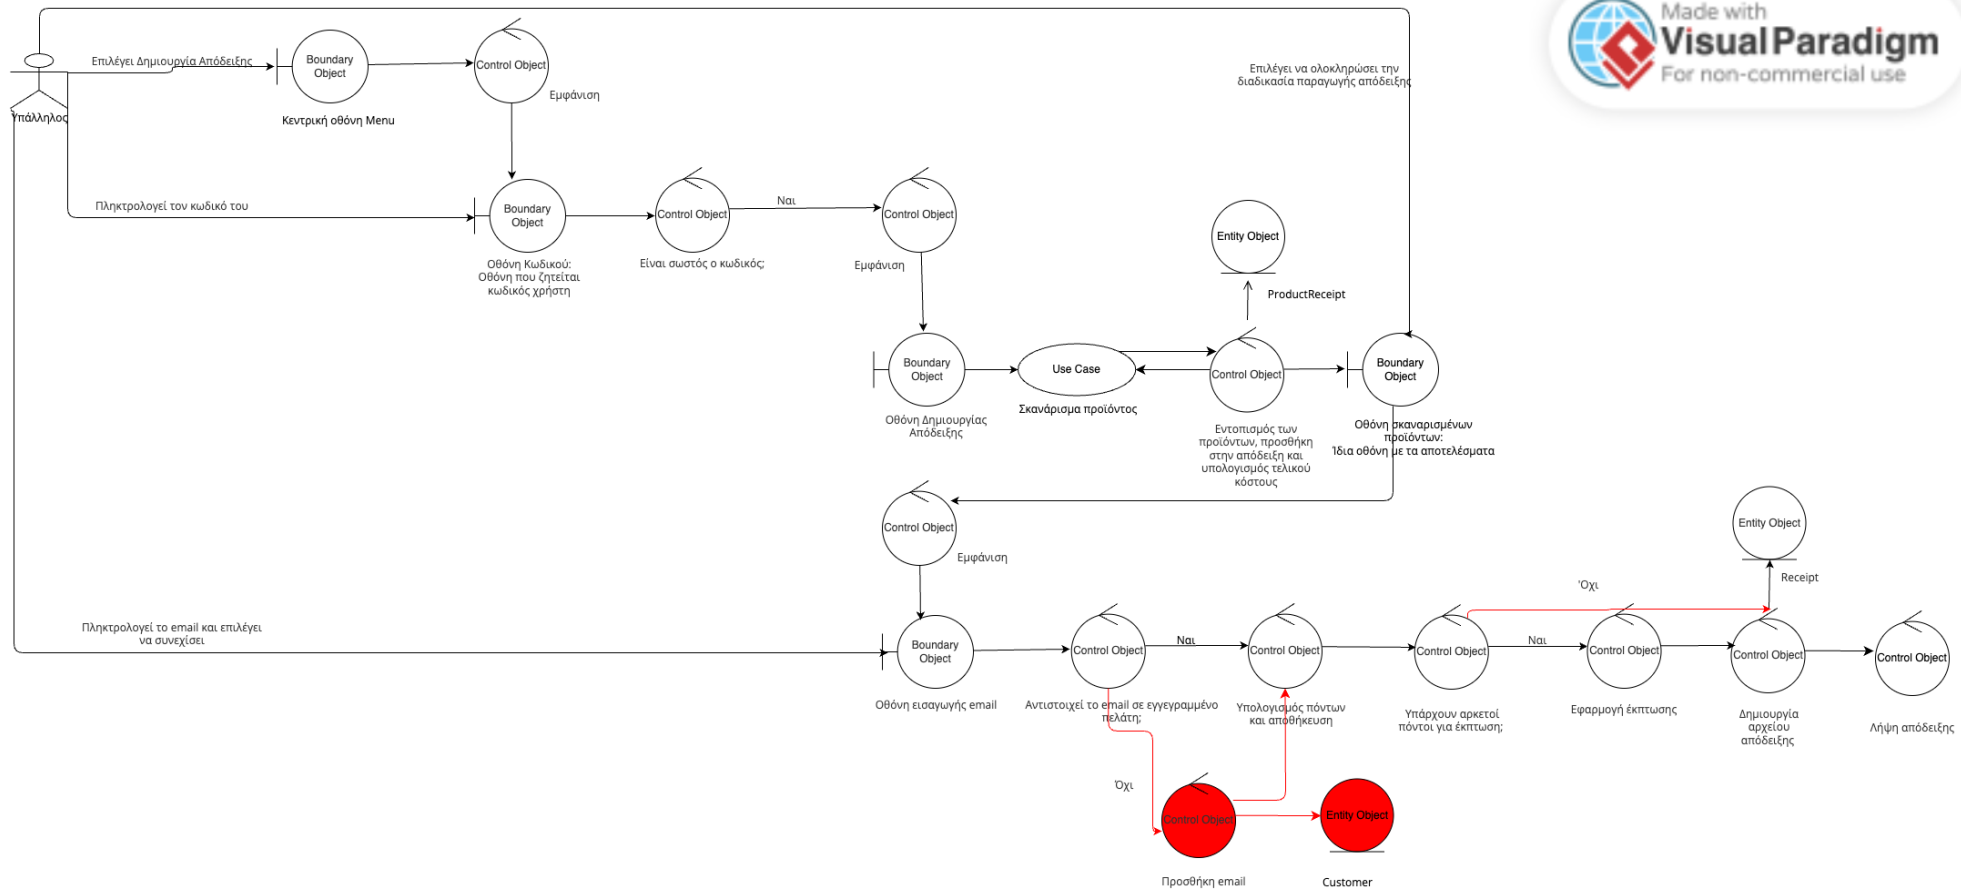 Made with
Visual Paradigm
For non-commercial use
Επιλέγει Δημιουργία Απόδειξης
Boundary
Object
Control Object
Εμφάνιση
Κεντρική οθόνη Menu
Υπάλληλος
Επιλέγει να ολοκληρώσει την
διαδικασία παραγωγής απόδειξης
Πληκτρολογεί τον κωδικό του
Boundary
Object
Οθόνη Κωδικού:
Οθόνη που ζητείται
κωδικός χρήστη
Control Object
Είναι σωστός ο κωδικός;
Ναι
Control Object
Εμφάνιση
Entity Object
ProductReceipt
Boundary
Object
Οθόνη Δημιουργίας
Απόδειξης
Use Case
Σκανάρισμα προϊόντος
Control Object
Εντοπισμός των
προϊόντων, προσθήκη
στην απόδειξη και
υπολογισμός τελικού
κόστους
Boundary
Object
Οθόνη σκαναρισμένων
προϊόντων:
Ίδια οθόνη με τα αποτελέσματα
Control Object
Εμφάνιση
Entity Object
Receipt
Πληκτρολογεί το email και επιλέγει
να συνεχίσει
Boundary
Object
Οθόνη εισαγωγής email
Control Object
Αντιστοιχεί το email σε εγγεγραμμένο
πελάτη;
Ναι
Control Object
Υπολογισμός πόντων
και αποθήκευση
Control Object
Υπάρχουν αρκετοί
πόντοι για έκπτωση;
Όχι
Ναι
Control Object
Εφαρμογή έκπτωσης
Control Object
Δημιουργία
αρχείου
απόδειξης
Control Object
Λήψη απόδειξης
Όχι
Control Object
Προσθήκη email
Entity Object
Customer